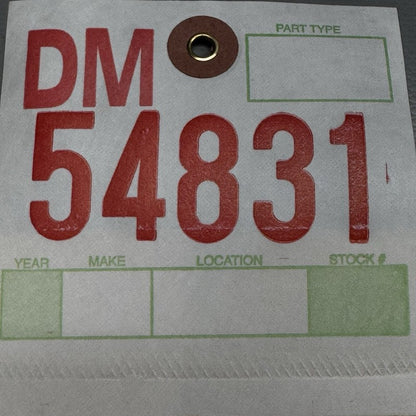 DM
PART TYPE
54831
YEAR MAKE LOCATION STOCK #